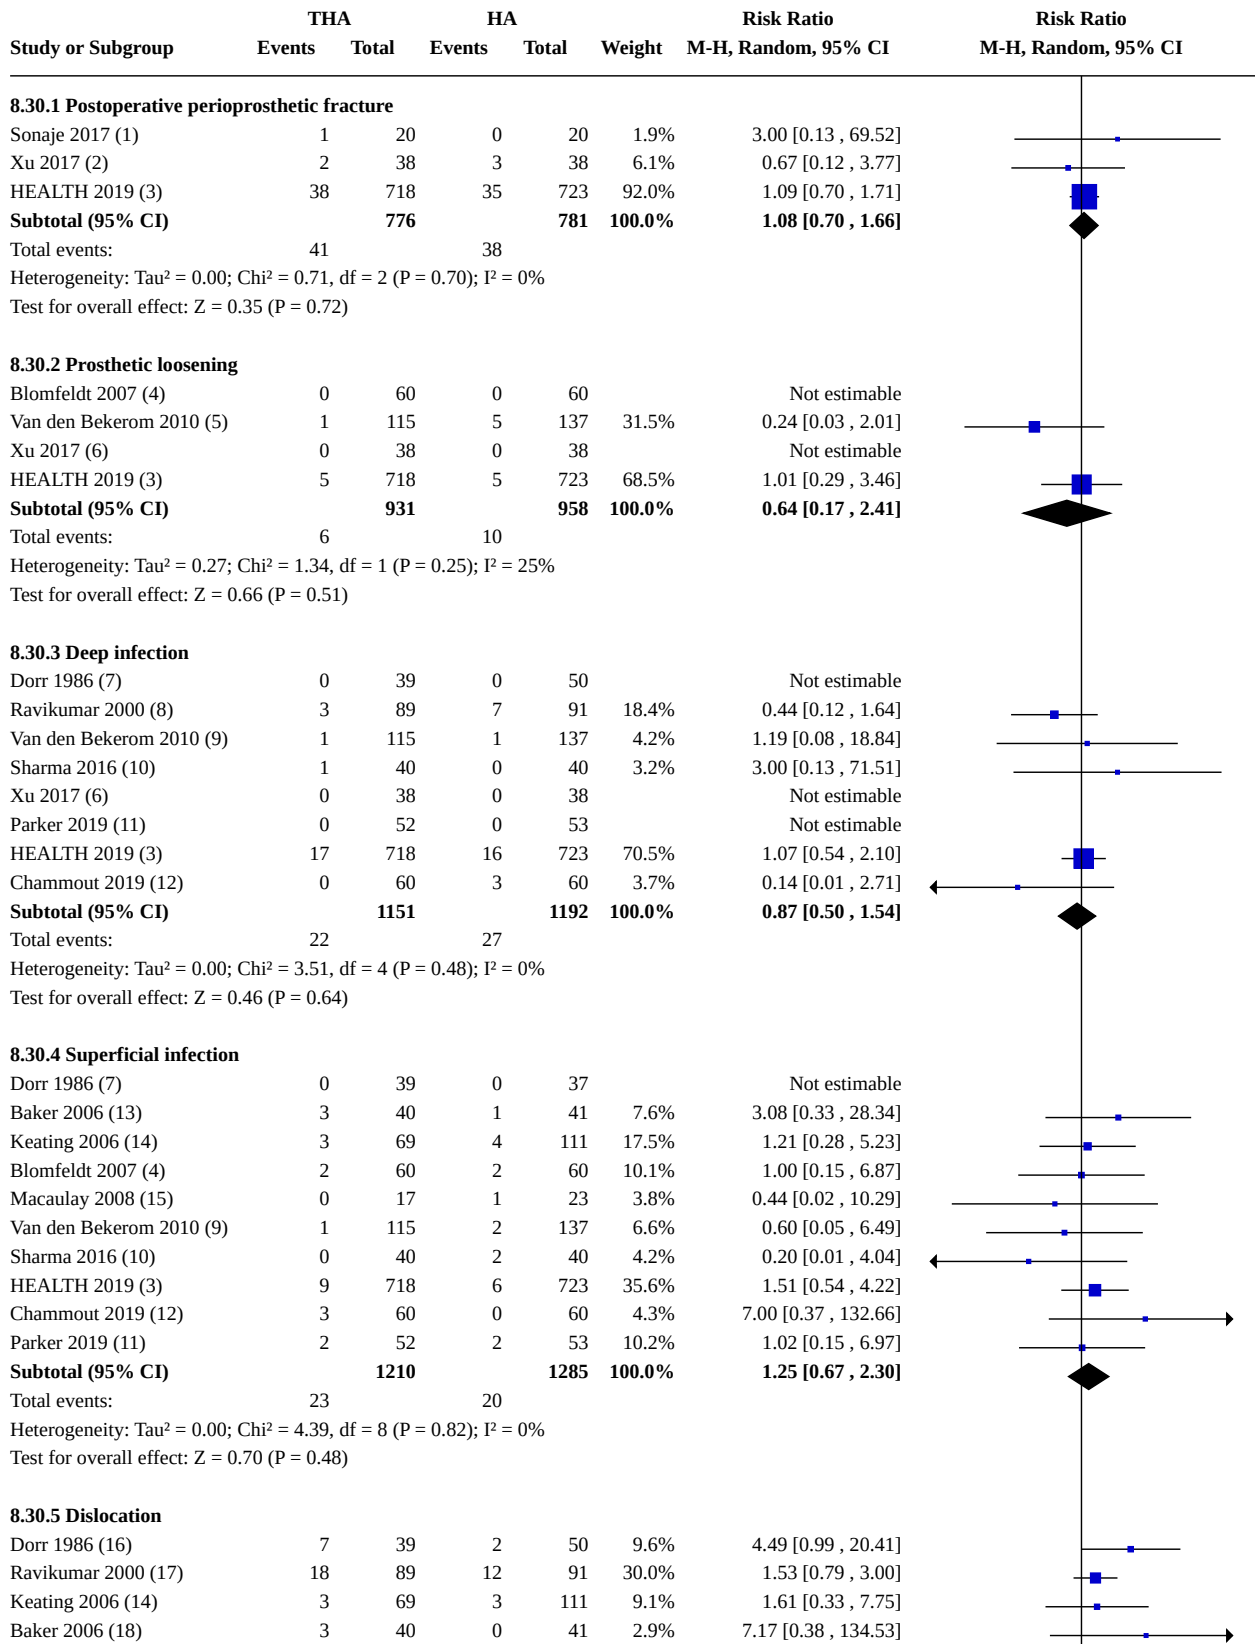 THA HA Risk Ratio Risk Ratio
Study or Subgroup Events Total Events Total Weight M-H, Random, 95% CI M-H, Random, 95% CI
8.30.1 Postoperative perioprosthetic fracture
Sonaje 2017 (1) 1 20 0 20 1.9% 3.00 [0.13 , 69.52]
Xu 2017 (2) 2 38 3 38 6.1% 0.67 [0.12 , 3.77]
HEALTH 2019 (3) 38 718 35 723 92.0% 1.09 [0.70 , 1.71]
Subtotal (95% CI) 776 781 100.0% 1.08 [0.70 , 1.66]
Total events: 41 38
Heterogeneity: Tau² = 0.00; Chi² = 0.71, df = 2 (P = 0.70); I² = 0%
Test for overall effect: Z = 0.35 (P = 0.72)
8.30.2 Prosthetic loosening
Blomfeldt 2007 (4) 0 60 0 60 Not estimable
Van den Bekerom 2010 (5) 1 115 5 137 31.5% 0.24 [0.03 , 2.01]
Xu 2017 (6) 0 38 0 38 Not estimable
HEALTH 2019 (3) 5 718 5 723 68.5% 1.01 [0.29 , 3.46]
Subtotal (95% CI) 931 958 100.0% 0.64 [0.17 , 2.41]
Total events: 6 10
Heterogeneity: Tau² = 0.27; Chi² = 1.34, df = 1 (P = 0.25); I² = 25%
Test for overall effect: Z = 0.66 (P = 0.51)
8.30.3 Deep infection
Dorr 1986 (7) 0 39 0 50 Not estimable
Ravikumar 2000 (8) 3 89 7 91 18.4% 0.44 [0.12 , 1.64]
Van den Bekerom 2010 (9) 1 115 1 137 4.2% 1.19 [0.08 , 18.84]
Sharma 2016 (10) 1 40 0 40 3.2% 3.00 [0.13 , 71.51]
Xu 2017 (6) 0 38 0 38 Not estimable
Parker 2019 (11) 0 52 0 53 Not estimable
HEALTH 2019 (3) 17 718 16 723 70.5% 1.07 [0.54 , 2.10]
Chammout 2019 (12) 0 60 3 60 3.7% 0.14 [0.01 , 2.71]
Subtotal (95% CI) 1151 1192 100.0% 0.87 [0.50 , 1.54]
Total events: 22 27
Heterogeneity: Tau² = 0.00; Chi² = 3.51, df = 4 (P = 0.48); I² = 0%
Test for overall effect: Z = 0.46 (P = 0.64)
8.30.4 Superficial infection
Dorr 1986 (7) 0 39 0 37 Not estimable
Baker 2006 (13) 3 40 1 41 7.6% 3.08 [0.33 , 28.34]
Keating 2006 (14) 3 69 4 111 17.5% 1.21 [0.28 , 5.23]
Blomfeldt 2007 (4) 2 60 2 60 10.1% 1.00 [0.15 , 6.87]
Macaulay 2008 (15) 0 17 1 23 3.8% 0.44 [0.02 , 10.29]
Van den Bekerom 2010 (9) 1 115 2 137 6.6% 0.60 [0.05 , 6.49]
Sharma 2016 (10) 0 40 2 40 4.2% 0.20 [0.01 , 4.04]
HEALTH 2019 (3) 9 718 6 723 35.6% 1.51 [0.54 , 4.22]
Chammout 2019 (12) 3 60 0 60 4.3% 7.00 [0.37 , 132.66]
Parker 2019 (11) 2 52 2 53 10.2% 1.02 [0.15 , 6.97]
Subtotal (95% CI) 1210 1285 100.0% 1.25 [0.67 , 2.30]
Total events: 23 20
Heterogeneity: Tau² = 0.00; Chi² = 4.39, df = 8 (P = 0.82); I² = 0%
Test for overall effect: Z = 0.70 (P = 0.48)
8.30.5 Dislocation
Dorr 1986 (16) 7 39 2 50 9.6% 4.49 [0.99 , 20.41]
Ravikumar 2000 (17) 18 89 12 91 30.0% 1.53 [0.79 , 3.00]
Keating 2006 (14) 3 69 3 111 9.1% 1.61 [0.33 , 7.75]
Baker 2006 (18) 3 40 0 41 2.9% 7.17 [0.38 , 134.53]